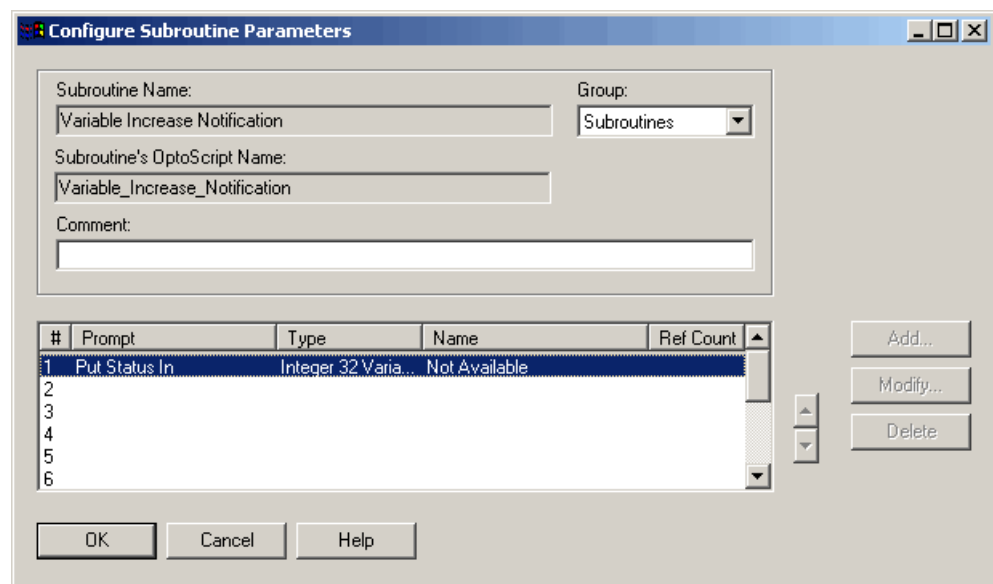 Configure Subroutine Parameters
Subroutine Name:
Group:
Variable Increase Notification
Subroutines
Subroutine's OptoScript Name:
Variable_Increase_Notification
Comment:
# Prompt Type Name Ref Count
1 Put Status In Integer 32 Varia... Not Available
2
3
4
5
6
Add...
Modify...
Delete
OK Cancel Help